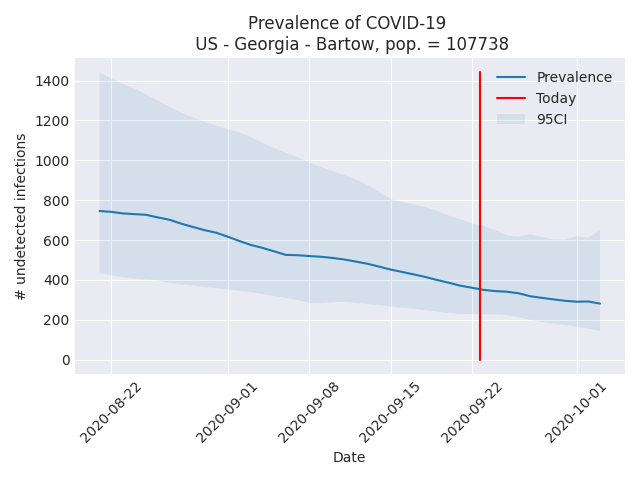 Prevalence of COVID-19
US - Georgia - Bartow, pop. = 107738
Prevalence
Today
95CI
# undetected infections
1400
1200
1000
800
600
400
200
0
2020-08-22
2020-09-01
2020-09-08
2020-09-15
2020-09-22
2020-10-01
Date